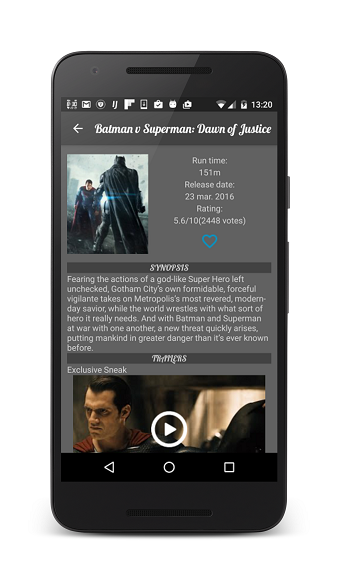 13:20
Batman v Superman: Dawn of Justice
Run time:
151m
Release date:
23 mar. 2016
Rating:
5.6/10(2448 votes)
SYNOPSIS
Fearing the actions of a god-like Super Hero left
unchecked, Gotham City's own formidable, forceful
vigilante takes on Metropolis's most revered, modern-
day savior, while the world wrestles with what sort of
hero it really needs. And with Batman and Superman
at war with one another, a new threat quickly arises,
putting mankind in greater danger than it's ever known
before.
TRAILERS
Exclusive Sneak